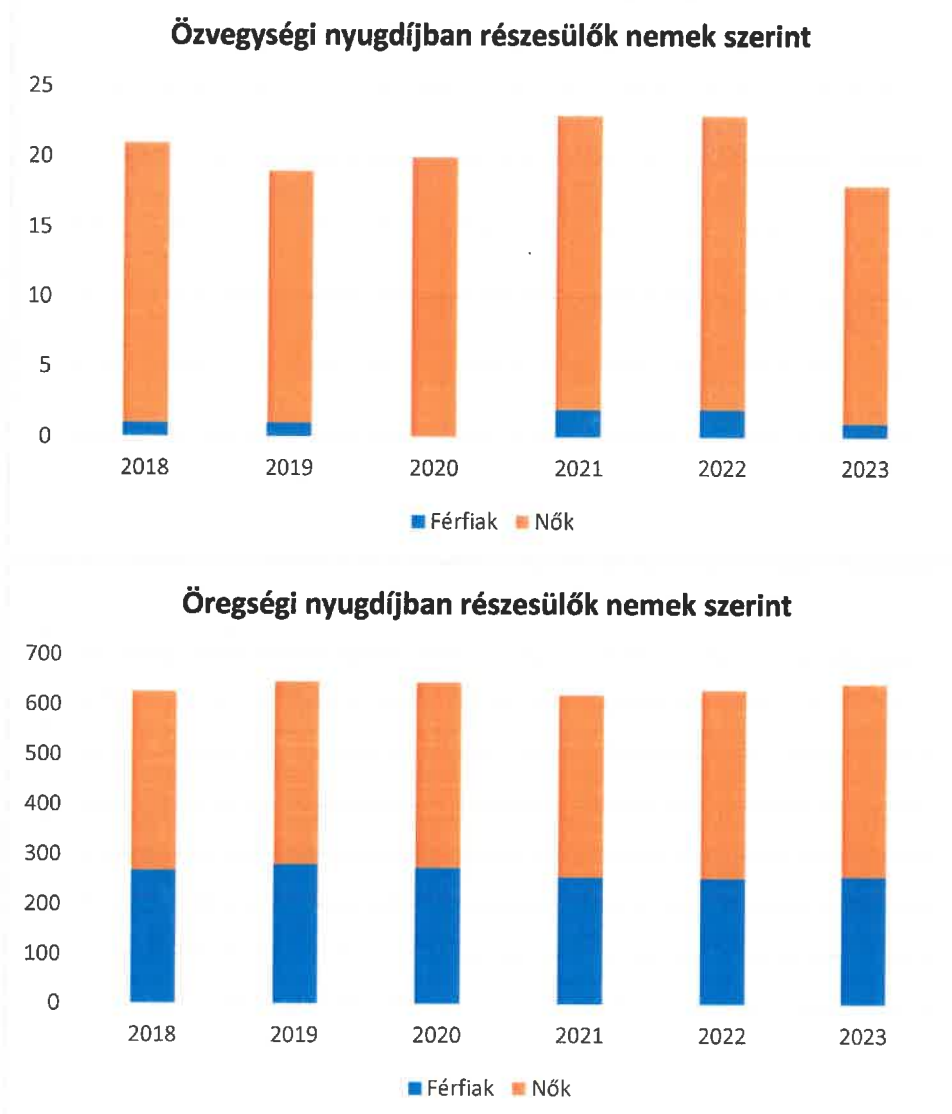 Özvegységi nyugdíjban részesülők nemek szerint
25
20
15
10
5
0
2018 2019 2020 2021 2022 2023
Férfiak Nők
Öregségi nyugdíjban részesülők nemek szerint
700
600
500
400
300
200
100
0
2018 2019 2020 2021 2022 2023
Férfiak Nők